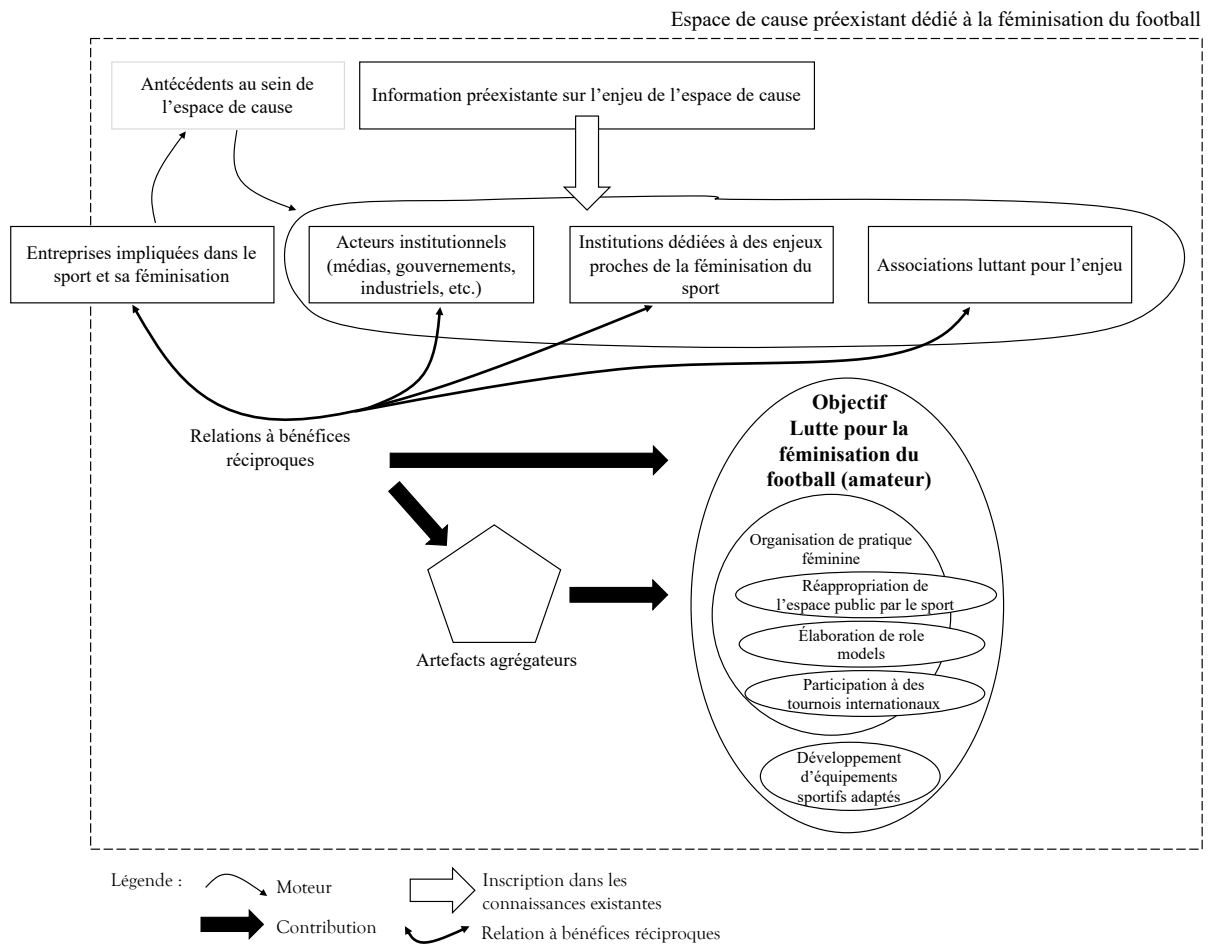 Espace de cause préexistant dédié à la féminisation du football
Antécédents au sein de
l'espace de cause
Information préexistante sur l'enjeu de l'espace de cause
Entreprises impliquées dans le
sport et sa féminisation
Acteurs institutionnels
(médias, gouvernements,
industriels, etc.)
Institutions dédiées à des enjeux
proches de la féminisation du
sport
Associations luttant pour l'enjeu
Relations à bénéfices
réciproques
Objectif
Lutte pour la
féminisation du
football (amateur)
Organisation de pratique
féminine
Réappropriation de
l'espace public par le sport
Élaboration de role
models
Participation à des
tournois internationaux
Développement
d'équipements
sportifs adaptés
Artefacts agrégateurs
Légende :
Moteur
Inscription dans les
connaissances existantes
Contribution
Relation à bénéfices réciproques